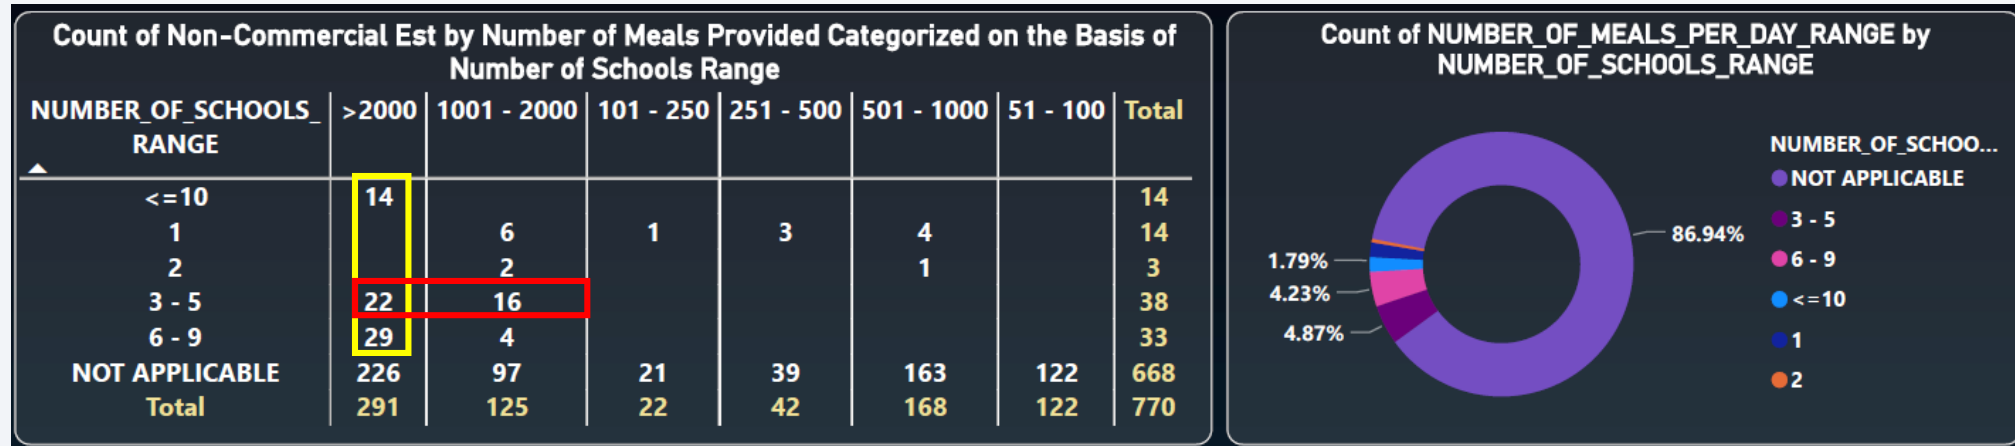 Count of Non-Commercial Est by Number of Meals Provided Categorized on the Basis of
Number of Schools Range
NUMBER_OF_SCHOOLS_ >2000 1001 - 2000 101 - 250 251 - 500 501 - 1000 51 - 100 Total
RANGE
<=10 14 14
1 6 1 3 4 14
2 2 1 3
3 - 5 22 16 38
6 - 9 29 4 33
NOT APPLICABLE 226 97 21 39 163 122 668
Total 291 125 22 42 168 122 770
Count of NUMBER_OF_MEALS_PER_DAY_RANGE by
NUMBER_OF_SCHOOLS_RANGE
86.94%
1.79%
4.23%
4.87%
NUMBER_OF_SCHOO...
NOT APPLICABLE
3 - 5
6 - 9
<=10
1
2